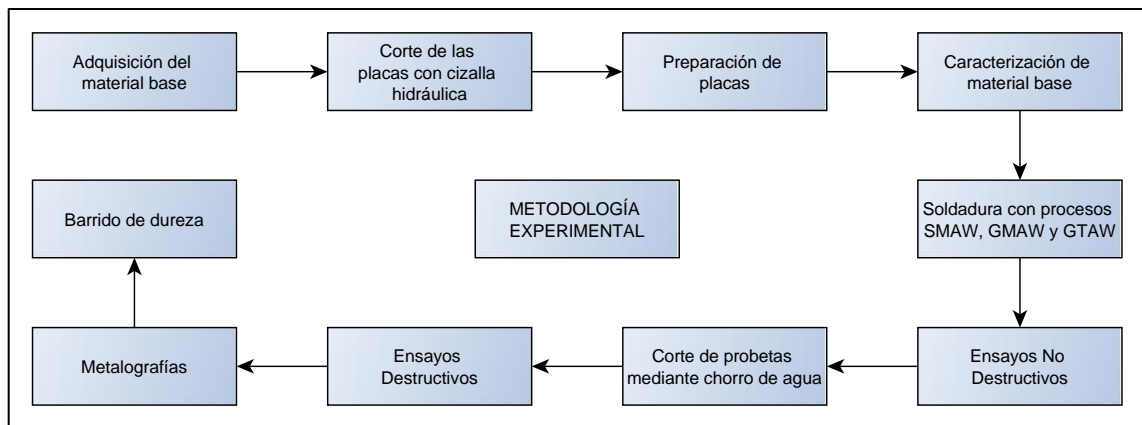 Adquisición del
material base
Corte de las
placas con cizalla
hidráulica
Preparación de
placas
Caracterización de
material base
Barrido de dureza
METODOLOGÍA
EXPERIMENTAL
Soldadura con procesos
SMAW, GMAW y GTAW
Metalografías
Ensayos
Destructivos
Corte de probetas
mediante chorro de agua
Ensayos No
Destructivos